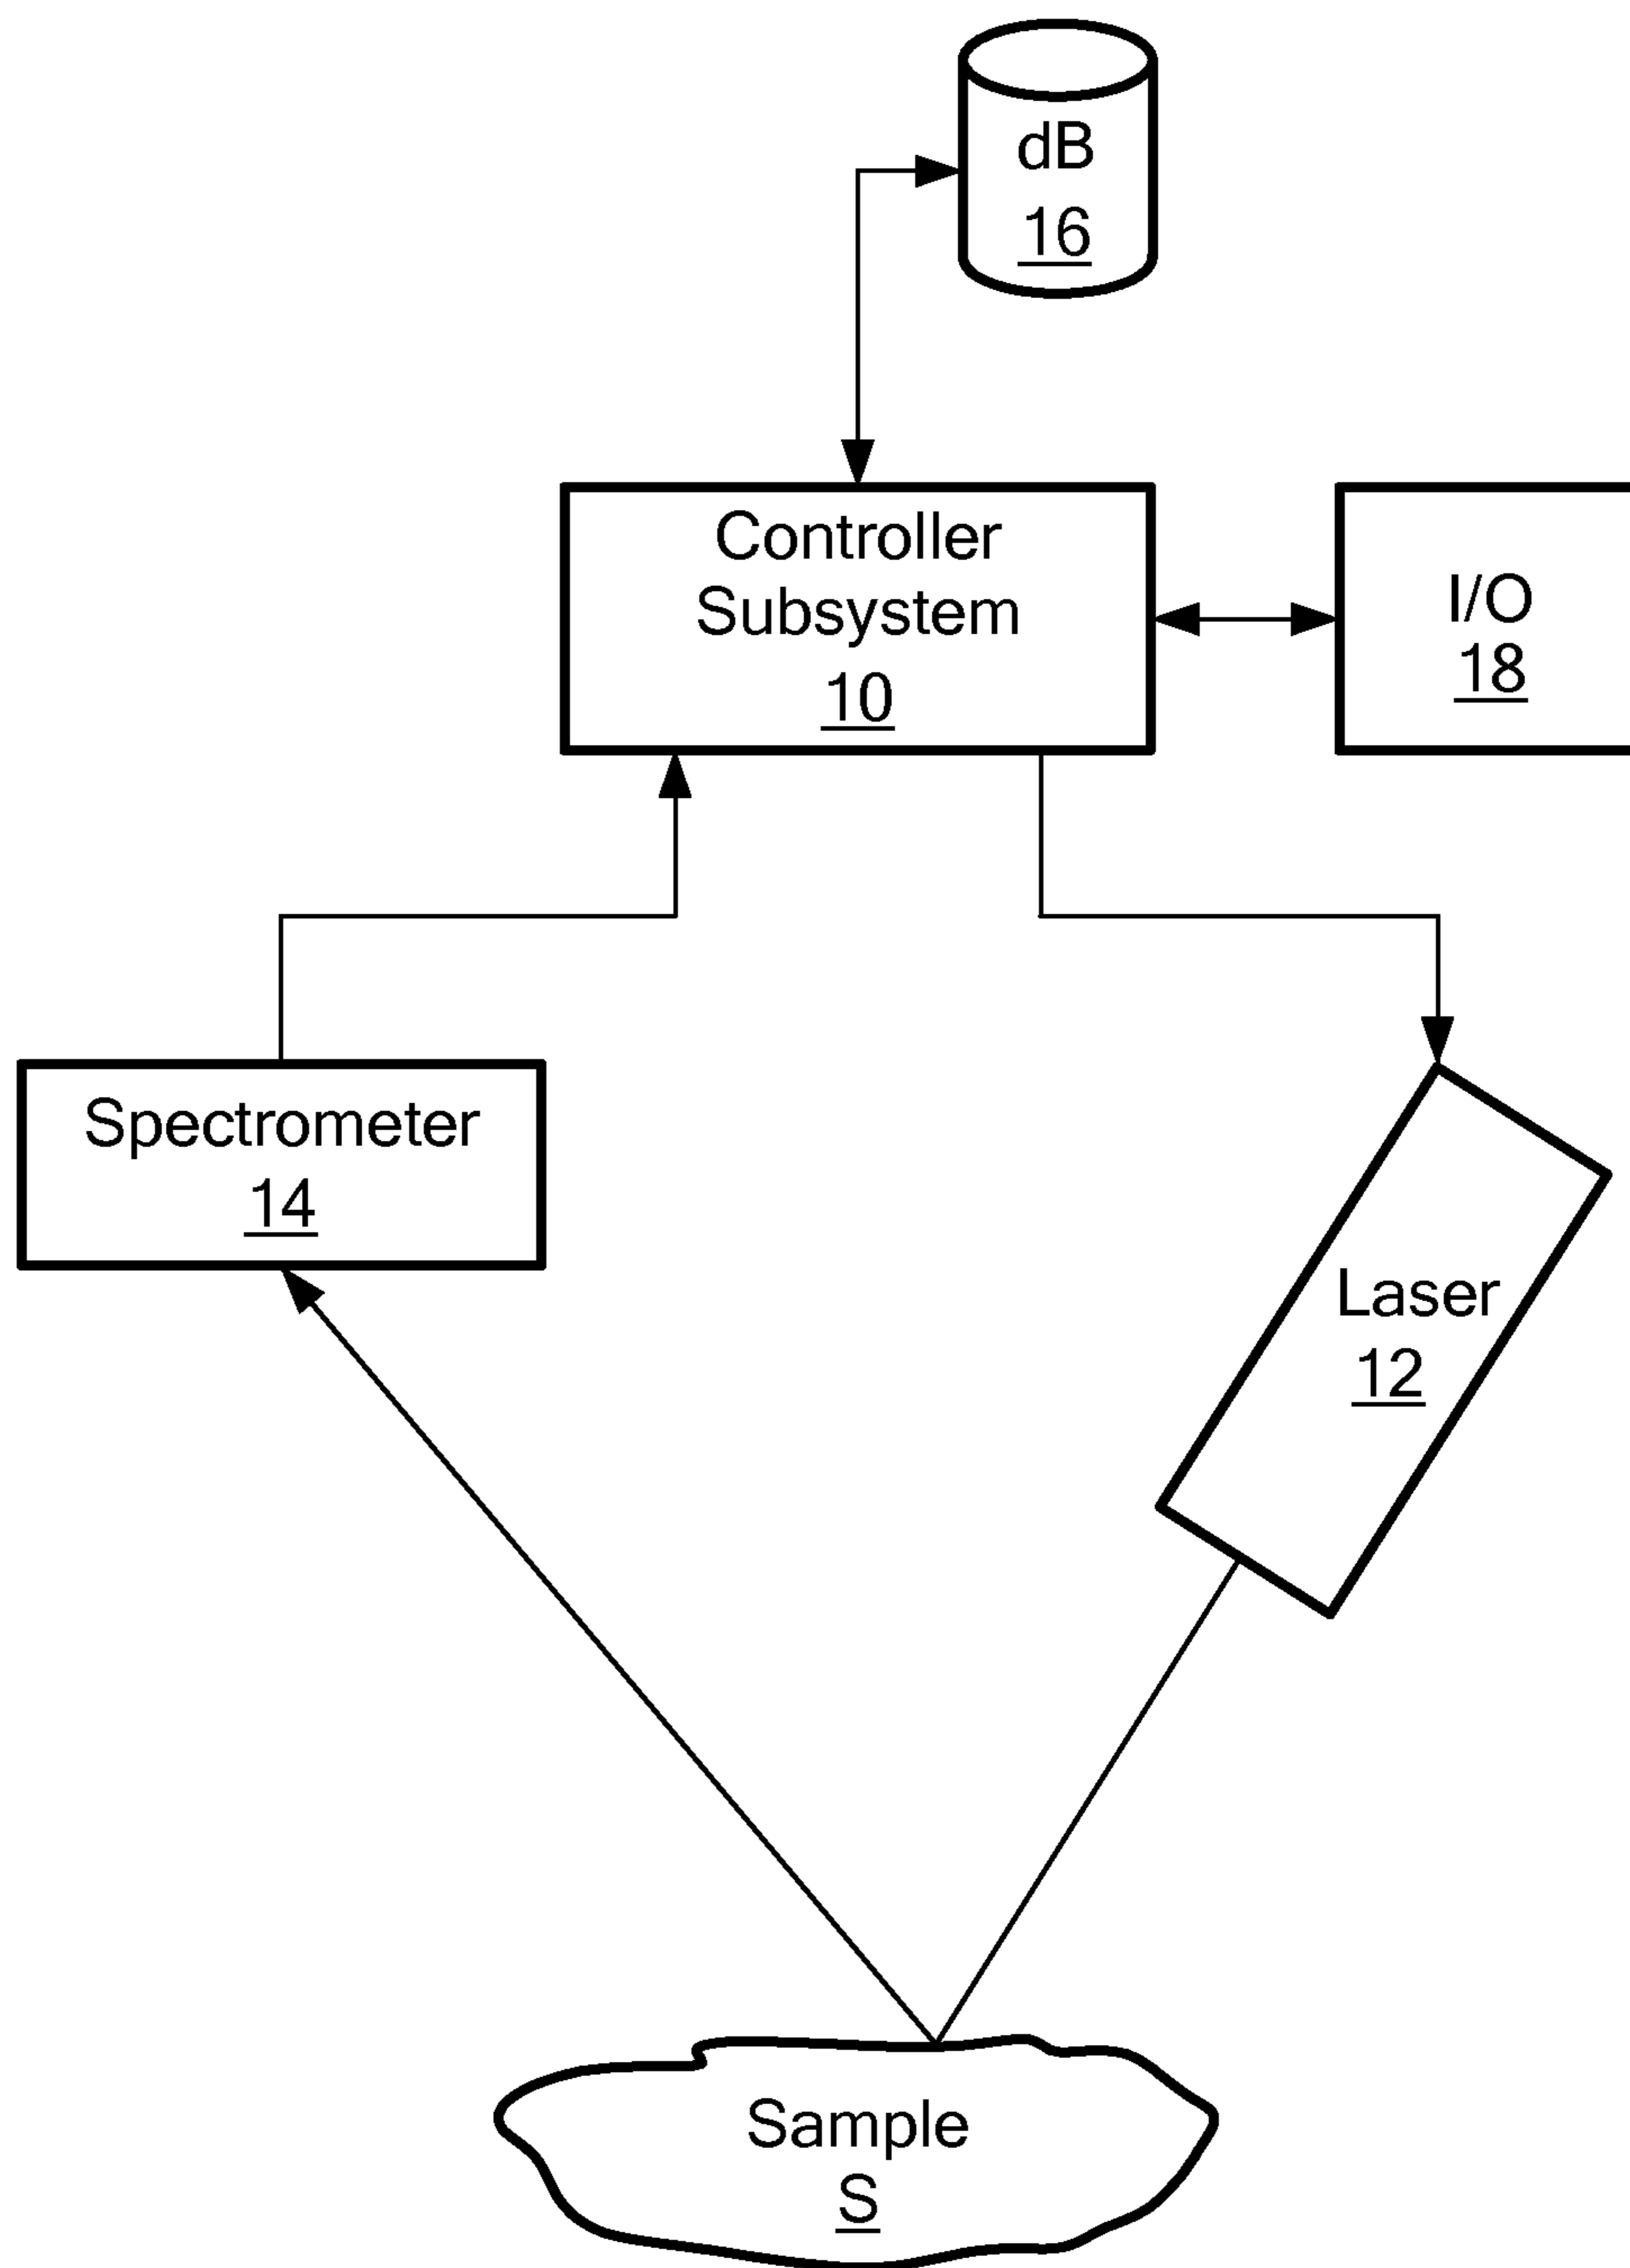 dB
16
Controller
Subsystem
10
I/O
18
Spectrometer
14
Laser
12
Sample
S